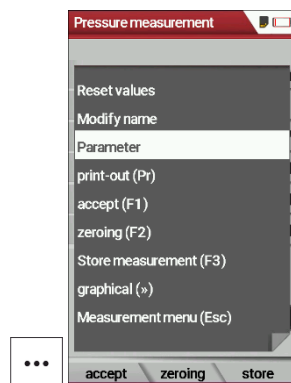 Pressure measurement
Reset values
Modify name
Parameter
print-out (Pr)
accept (F1)
zeroing (F2)
Store measurement (F3)
graphical (»)
Measurement menu (Esc)
•••
accept zeroing store